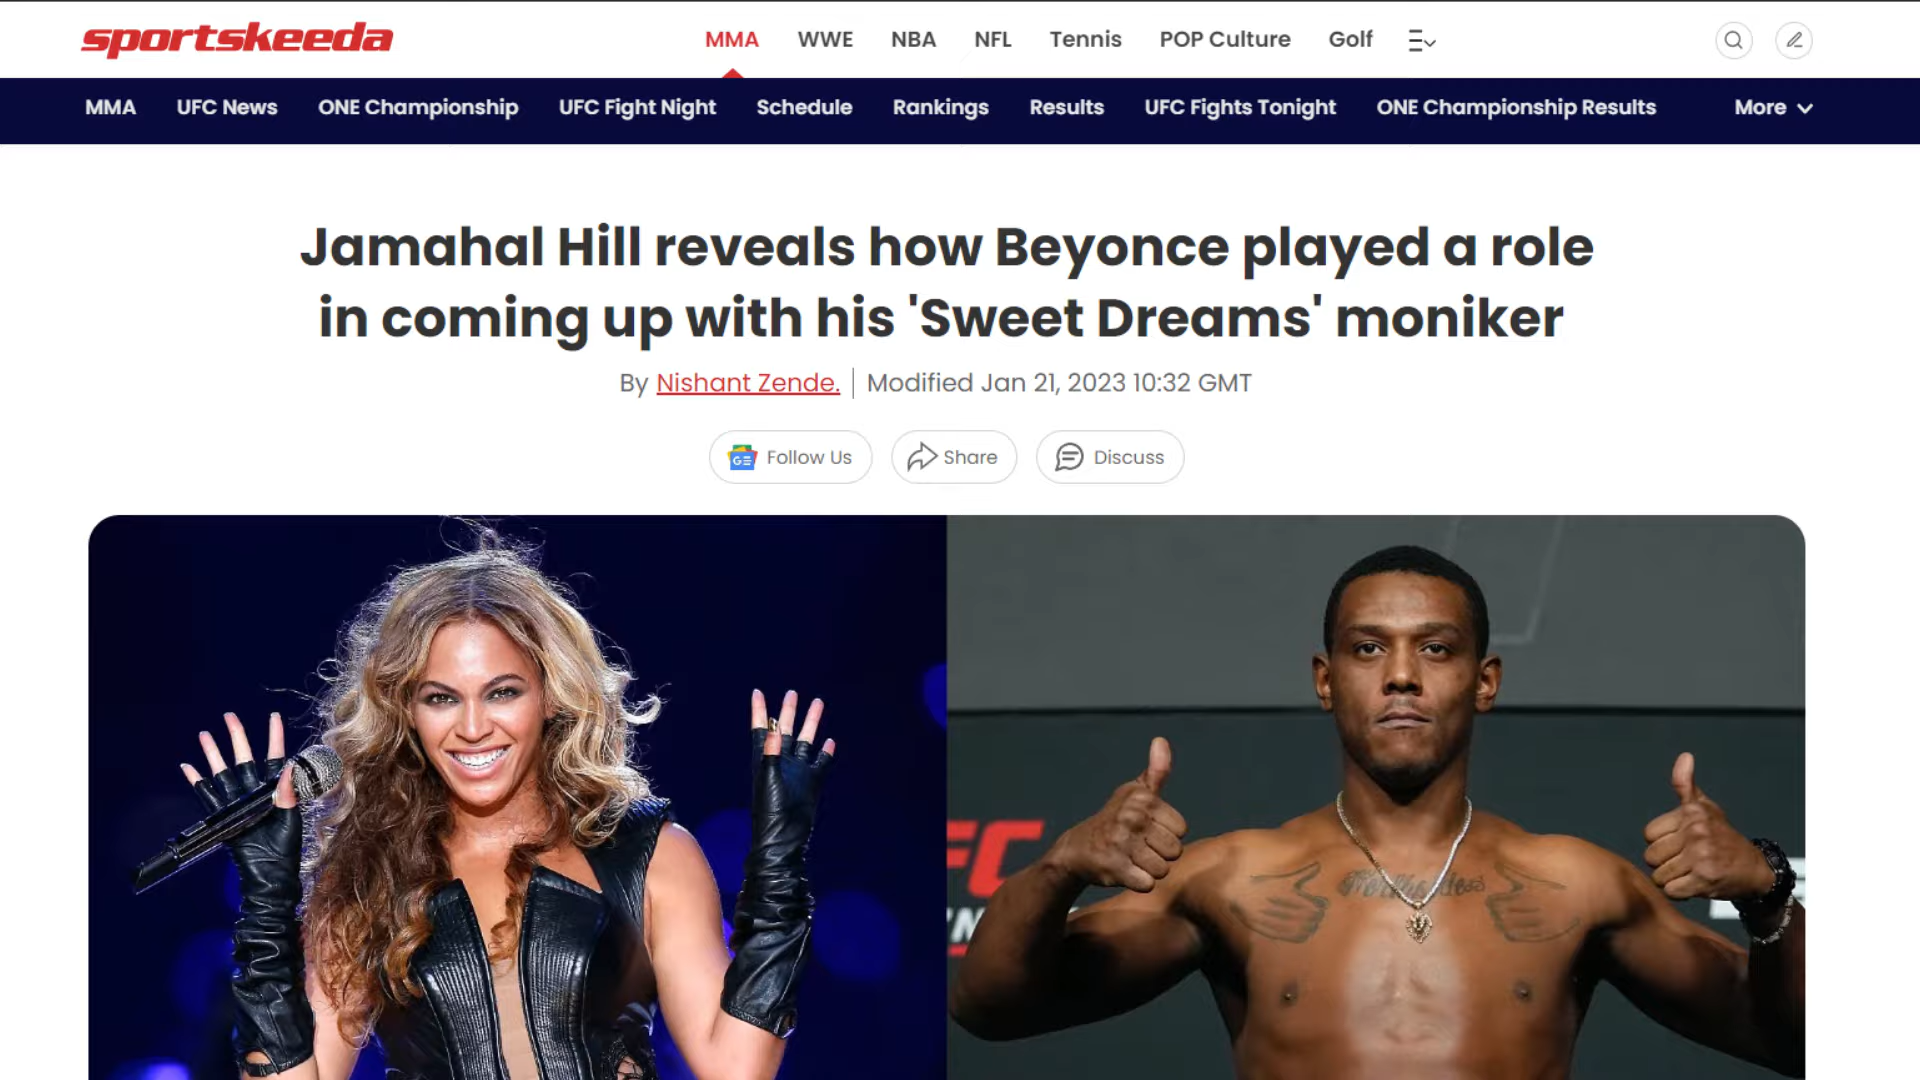 sportskeeda
MMA WWE NBA NFL Tennis POP Culture Golf
MMA UFC News ONE Championship UFC Fight Night Schedule Rankings Results UFC Fights Tonight ONE Championship Results More
Jamahal Hill reveals how Beyonce played a role
in coming up with his 'Sweet Dreams' moniker
By Nishant Zende. Modified Jan 21, 2023 10:32 GMT
GE Follow Us Share Discuss
FC